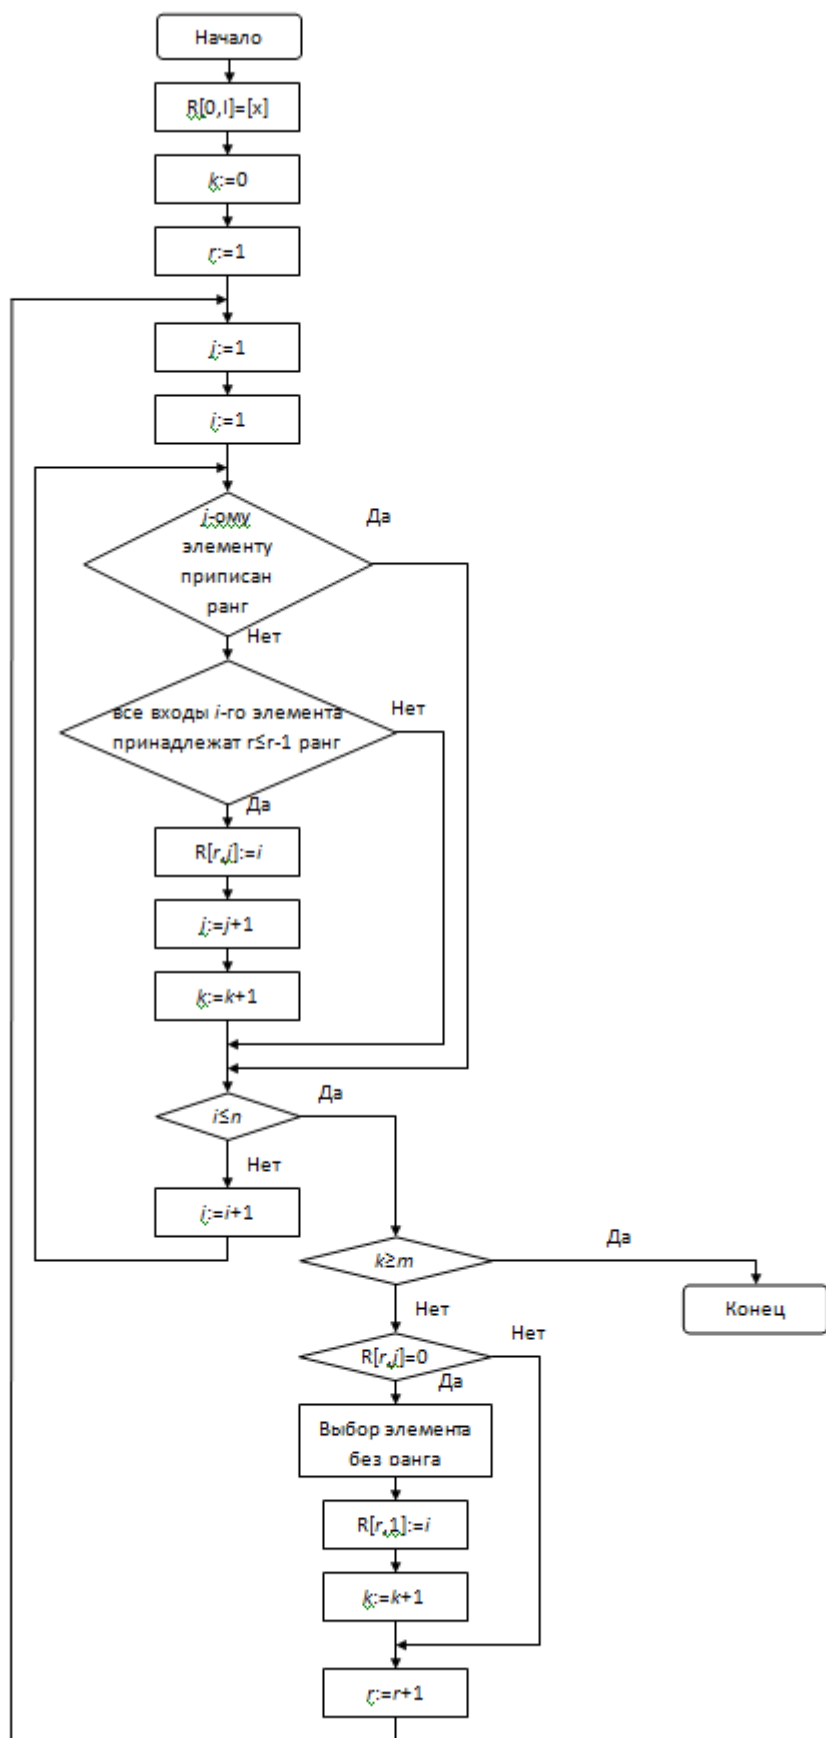 Начало
R[0,I]=[x]
k:=0
r:=1
j:=1
i:=1
i-ому
элементу
приписан
ранг
Да
Нет
все входы i-го элемента
принадлежат r≤r-1 ранг
Нет
Да
R[r,j]:=i
j:=j+1
k:=k+1
i≤n
Да
Нет
i:=i+1
k≥m
Да
Конец
Нет
R[r,j]=0
Нет
Да
Выбор элемента
без ранга
R[r,1]:=i
k:=k+1
r:=r+1